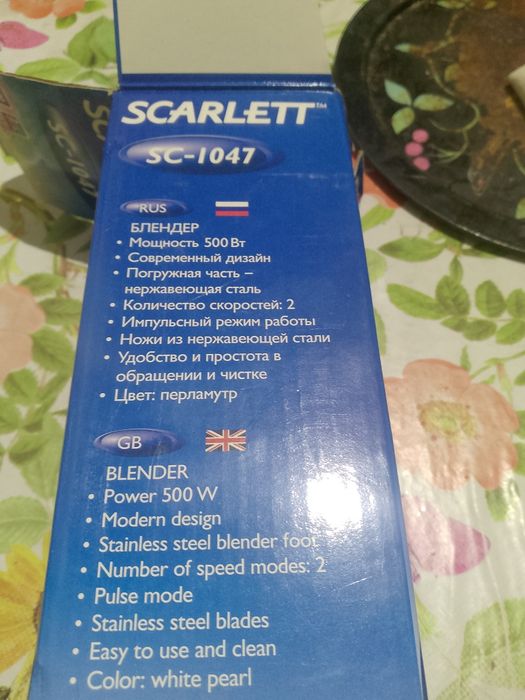 SCARLETT™
SC-1047
RUS
БЛЕНДЕР
• Мощность 500 Вт
• Современный дизайн
• Погружная часть –
нержавеющая сталь
• Количество скоростей: 2
• Импульсный режим работы
• Ножи из нержавеющей стали
• Удобство и простота в
обращении и чистке
• Цвет: перламутр
GB
BLENDER
• Power 500 W
• Modern design
• Stainless steel blender foot
• Number of speed modes: 2
• Pulse mode
• Stainless steel blades
• Easy to use and clean
• Color: white pearl
SC-1047